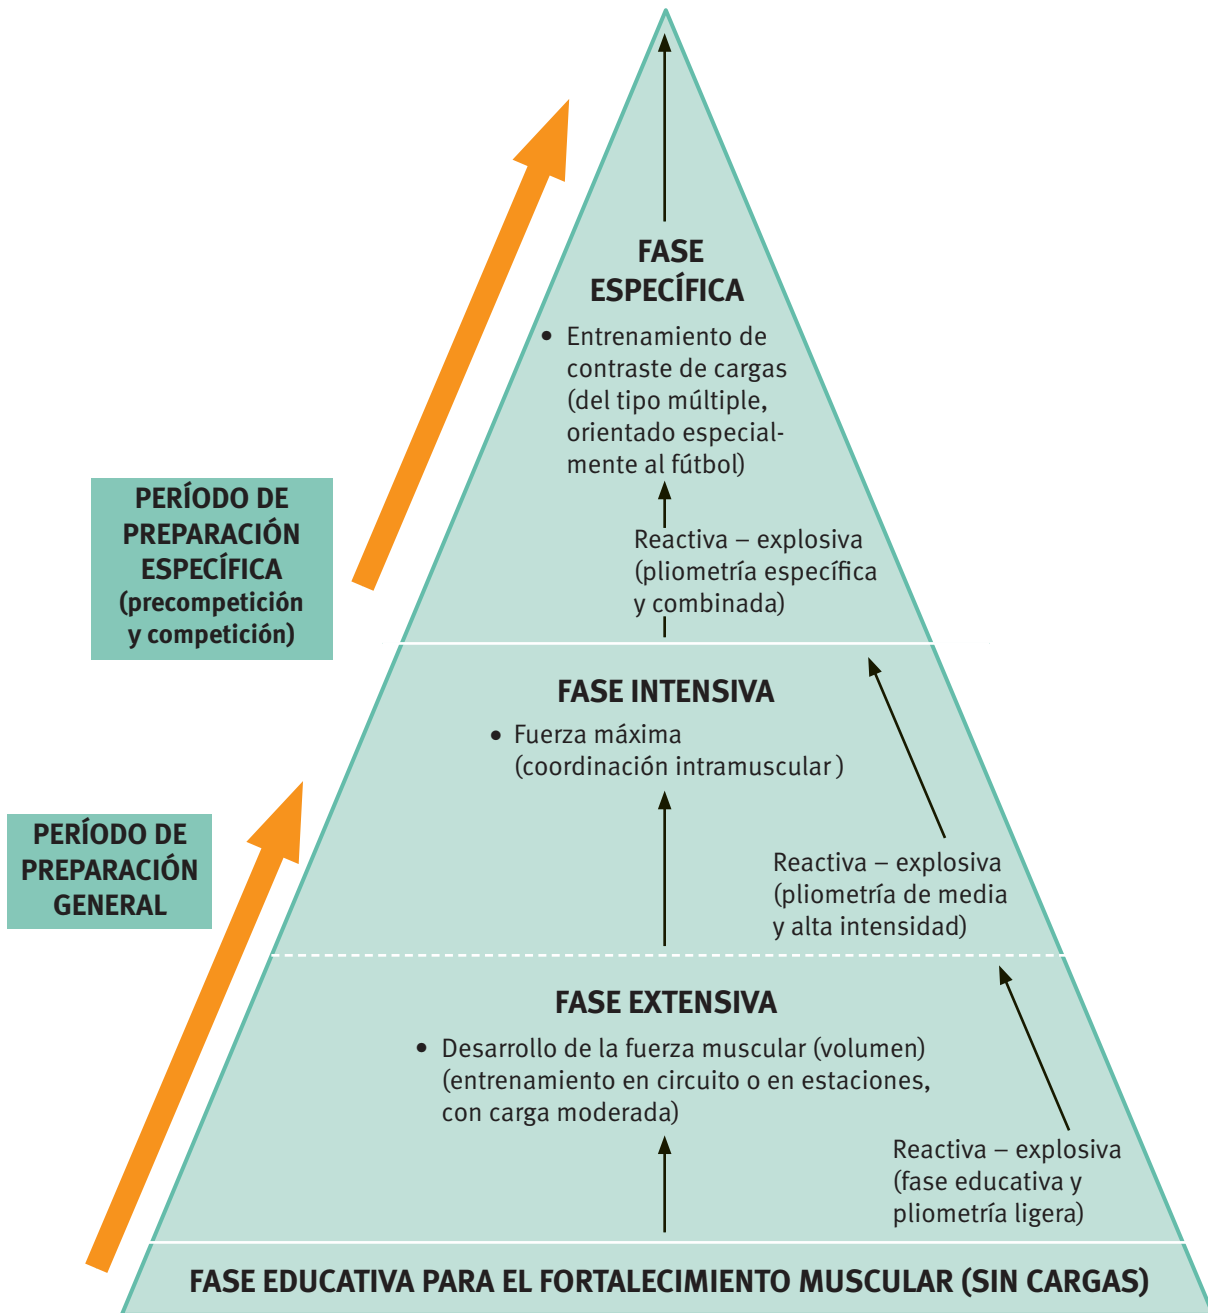 FASE
ESPECÍFICA
• Entrenamiento de
contraste de cargas
(del tipo múltiple,
orientado especial-
mente al fútbol)
PERÍODO DE
PREPARACIÓN
ESPECÍFICA
(precompetición
y competición)
Reactiva – explosiva
(pliometría específica
y combinada)
FASE INTENSIVA
• Fuerza máxima
(coordinación intramuscular )
PERÍODO DE
PREPARACIÓN
GENERAL
Reactiva – explosiva
(pliometría de media
y alta intensidad)
FASE EXTENSIVA
• Desarrollo de la fuerza muscular (volumen)
(entrenamiento en circuito o en estaciones,
con carga moderada)
Reactiva – explosiva
(fase educativa y
pliometría ligera)
FASE EDUCATIVA PARA EL FORTALECIMIENTO MUSCULAR (SIN CARGAS)